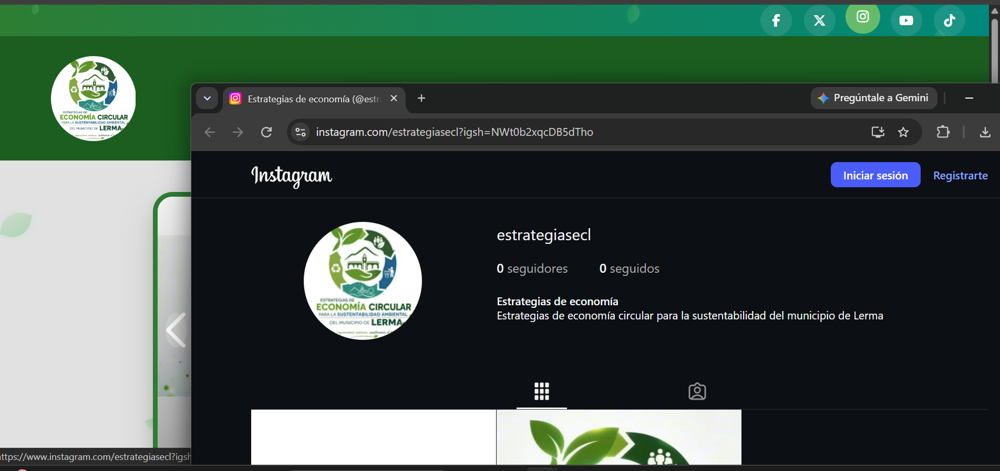 ESTRATEGIAS DE
ECONOMÍA CIRCULAR
PARA LA SUSTENTABILIDAD AMBIENTAL
DEL MUNICIPIO DE LERMA
Estrategias de economía (@estr
Pregúntale a Gemini
instagram.com/estrategiasecl?igsh=NWt0b2xqcDB5dTho
Instagram
Iniciar sesión
Registrarte
estrategiasecl
0 seguidores
0 seguidos
Estrategias de economía
Estrategias de economía circular para la sustentabilidad del municipio de Lerma
ESTRATEGIAS DE
ECONOMÍA CIRCULAR
PARA LA SUSTENTABILIDAD AMBIENTAL
DEL MUNICIPIO DE LERMA
ttps://www.instagram.com/estrategiasecl?igsh